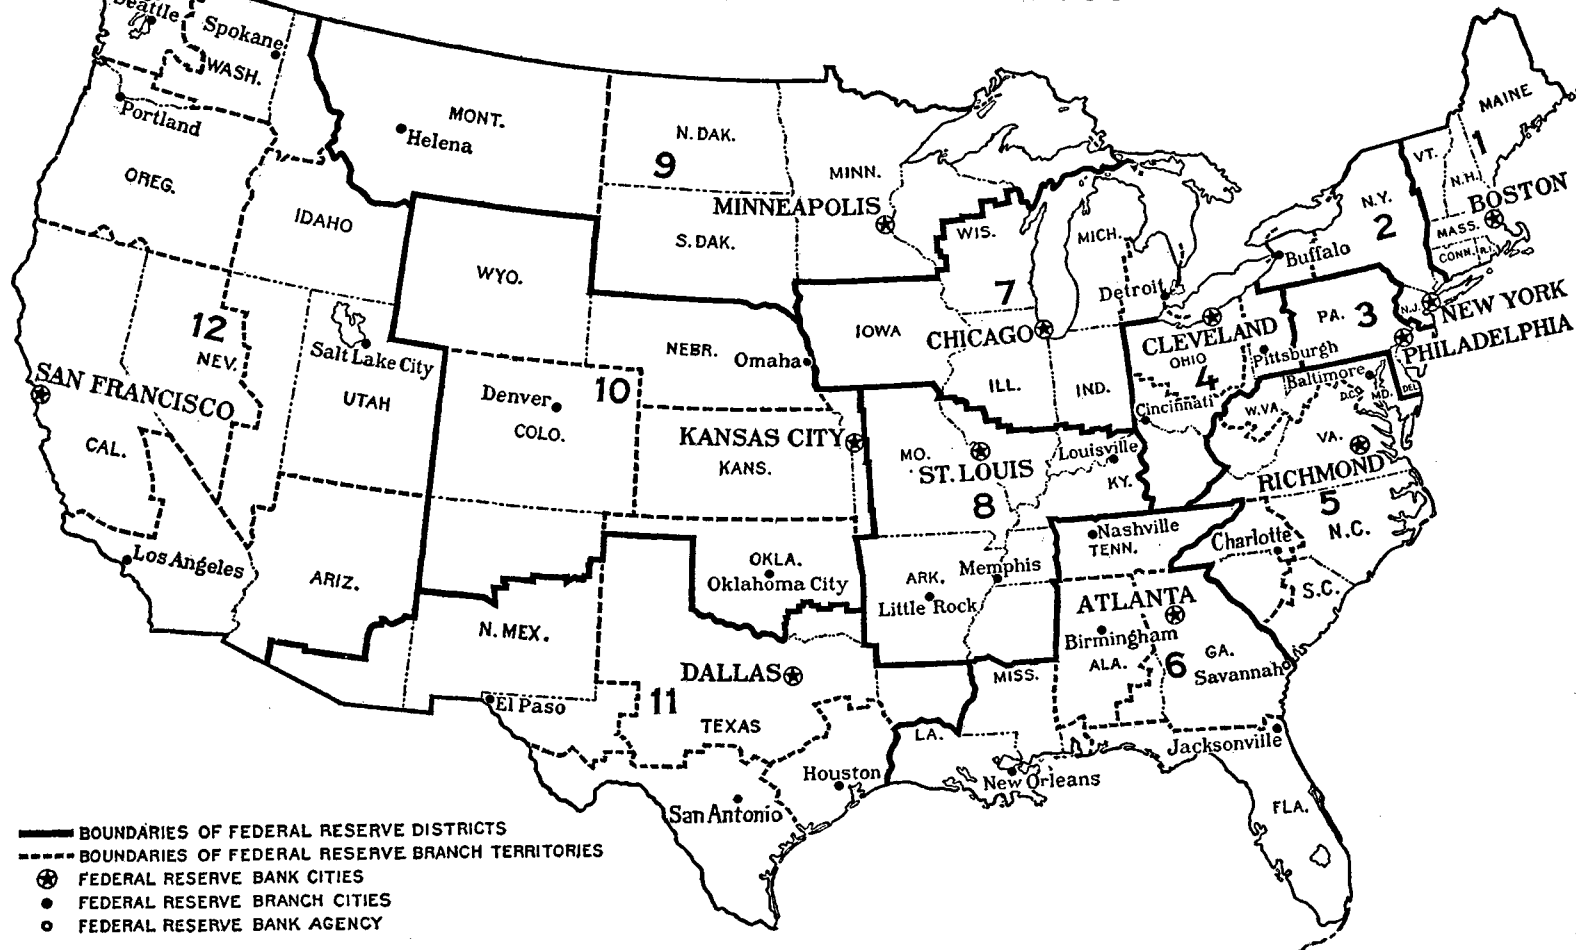 Seattle
Spokane
WASH.
Portland
OREG.
IDAHO
MONT.
Helena
N. DAK.
9
MINN.
MINNEAPOLIS
S. DAK.
WYO.
WIS.
MICH.
7
Detroit
MAINE
1
VT.
N.H.
BOSTON
N.Y.
2
MASS.
CONN.
R.I.
Buffalo
12
NEV.
Salt Lake City
UTAH
SAN FRANCISCO
CAL.
Los Angeles
ARIZ.
NEBR.
Omaha
IOWA
CHICAGO
ILL.
IND.
CLEVELAND
OHIO
4
Cincinnati
Pittsburgh
PA.
3
N.J.
NEW YORK
PHILADELPHIA
Baltimore
D.C.
MD.
DEL.
W.VA.
VA.
RICHMOND
5
N.C.
Charlotte
S.C.
Denver
COLO.
10
KANSAS CITY
KANS.
MO.
ST. LOUIS
8
Louisville
KY.
Nashville
TENN.
Memphis
ARK.
Little Rock
OKLA.
Oklahoma City
N. MEX.
El Paso
DALLAS
11
TEXAS
Houston
San Antonio
MISS.
LA.
New Orleans
ATLANTA
Birmingham
ALA.
6
GA.
Savannah
Jacksonville
FLA.
BOUNDARIES OF FEDERAL RESERVE DISTRICTS
BOUNDARIES OF FEDERAL RESERVE BRANCH TERRITORIES
FEDERAL RESERVE BANK CITIES
FEDERAL RESERVE BRANCH CITIES
FEDERAL RESERVE BANK AGENCY